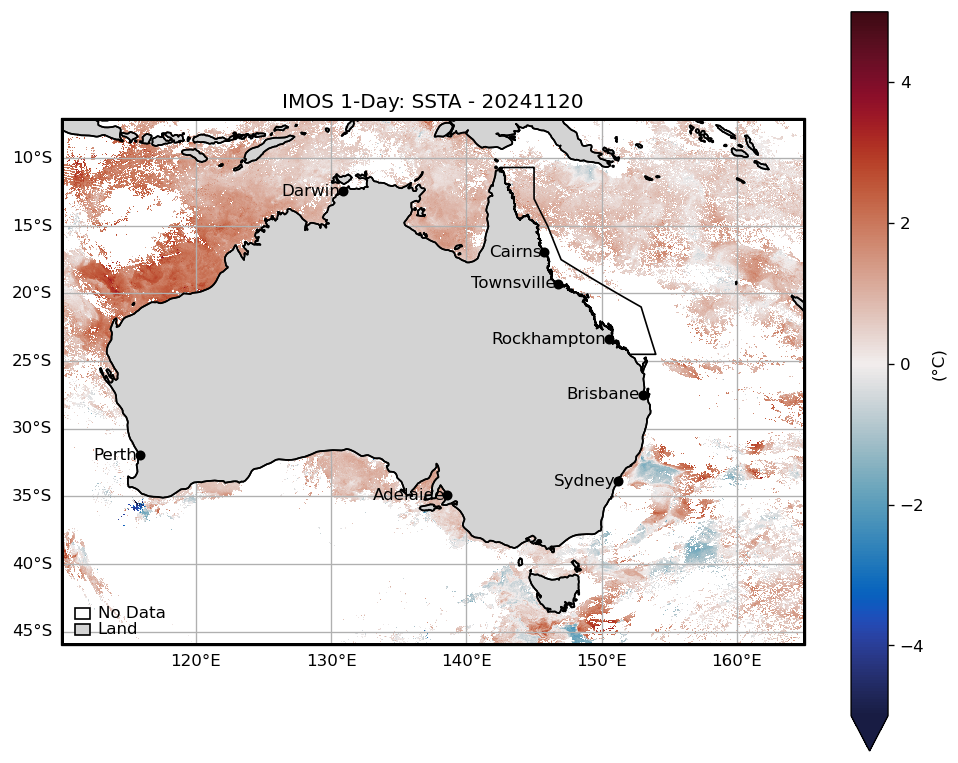 IMOS 1-Day: SSTA - 20241120
10°S
15°S
20°S
25°S
30°S
35°S
40°S
45°S
Darwin
Cairns
Townsville
Rockhampton
Brisbane
Perth
Sydney
Adelaide
No Data
Land
120°E
130°E
140°E
150°E
160°E
4
2
0
−2
−4
(°C)